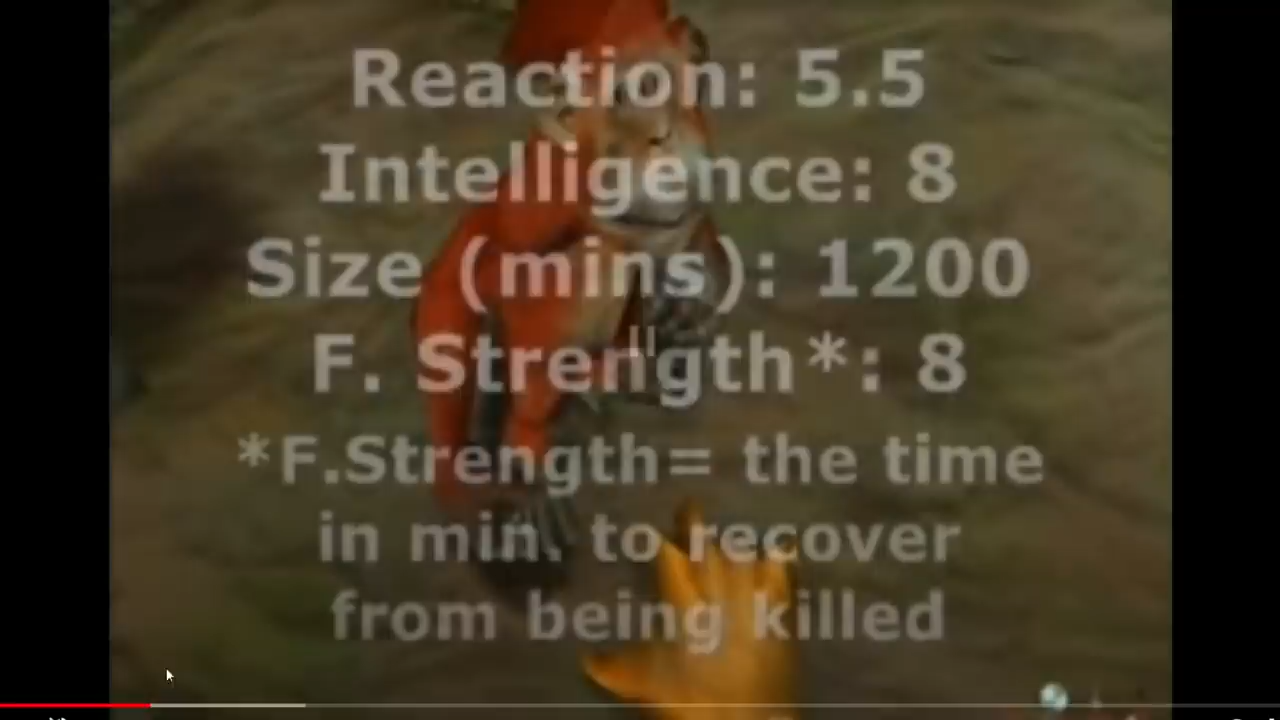 Reaction: 5.5
Intelligence: 8
Size (mins): 1200
F. Strength*: 8
*F.Strength= the time
in min. to recover
from being killed